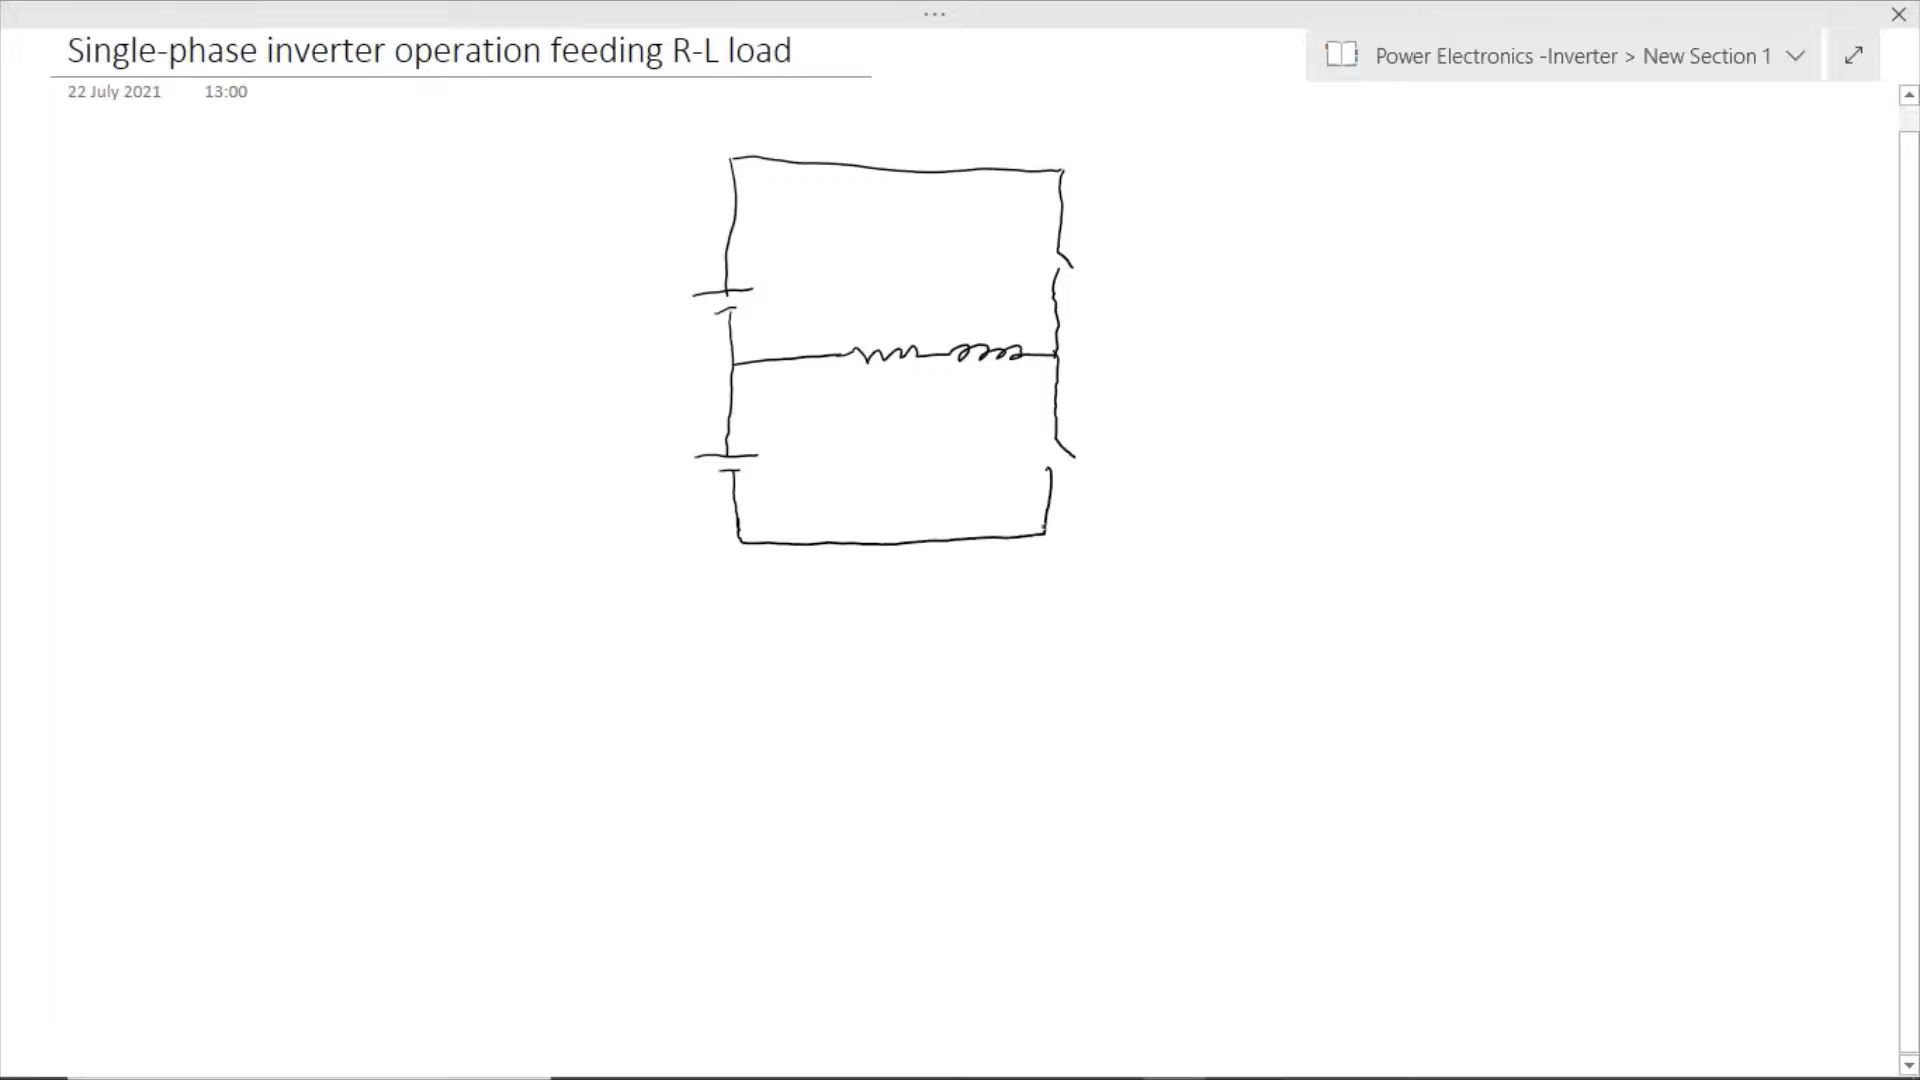 Single-phase inverter operation feeding R-L load
Power Electronics -Inverter > New Section 1
22 July 2021 13:00